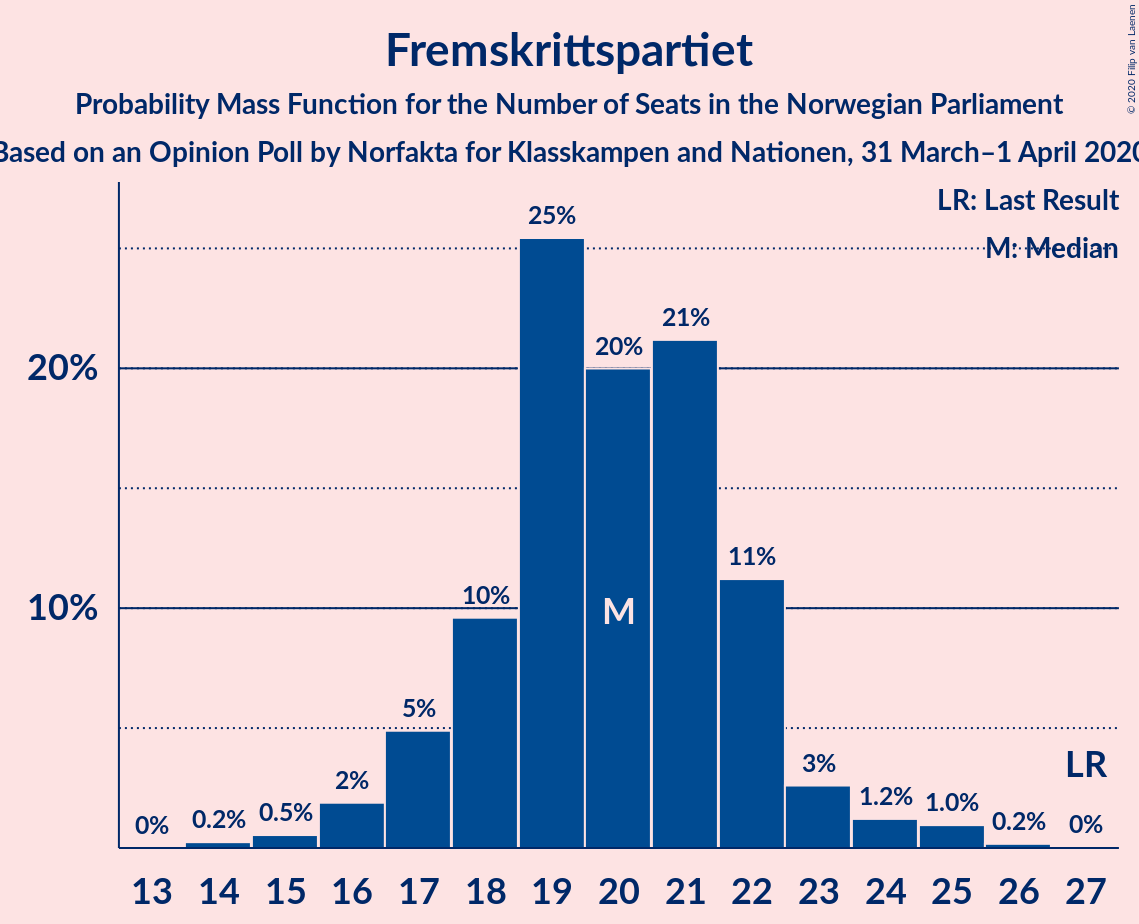 © 2020 Filip van Laenen
Fremskrittspartiet
Probability Mass Function for the Number of Seats in the Norwegian Parliament
Based on an Opinion Poll by Norfakta for Klasskampen and Nationen, 31 March–1 April 2020
LR: Last Result
M: Median
25%
21%
20%
20%
11%
10%
M
10%
5%
3%
LR
2%
1.2%
1.0%
0.5%
0.2%
0.2%
0%
0%
13 14 15 16 17 18 19 20 21 22 23 24 25 26 27